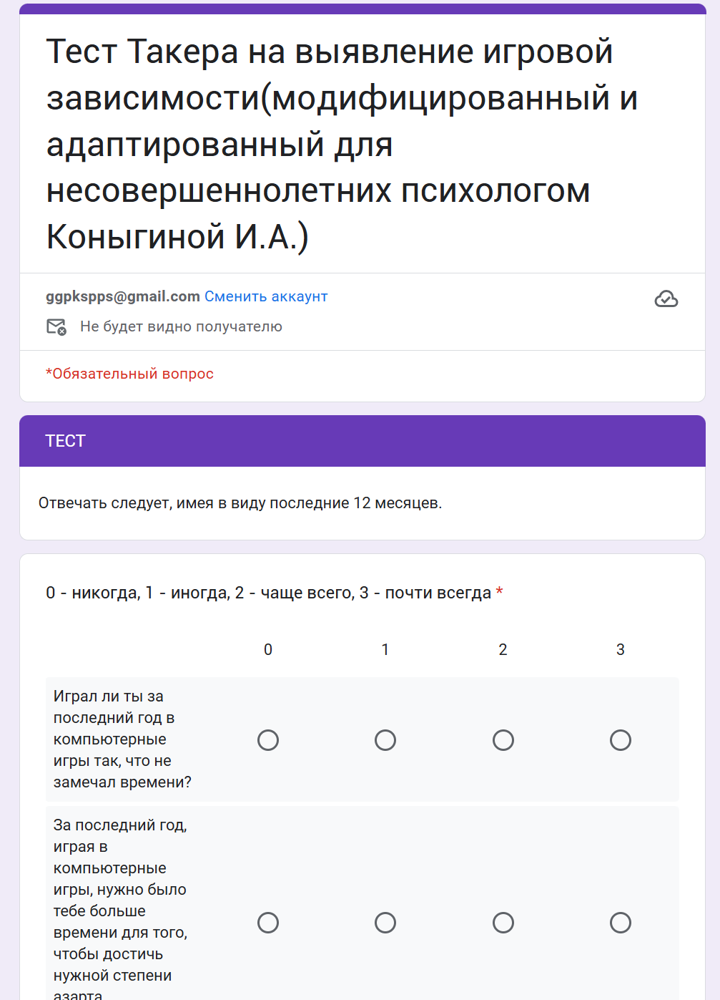 Тест Такера на выявление игровой
зависимости(модифицированный и
адаптированный для
несовершеннолетних психологом
Коныгиной И.А.)
ggpkspps@gmail.com Сменить аккаунт
Не будет видно получателю
*Обязательный вопрос
ТЕСТ
Отвечать следует, имея в виду последние 12 месяцев.
0 - никогда, 1 - иногда, 2 - чаще всего, 3 - почти всегда *
0 1 2 3
Играл ли ты за
последний год в
компьютерные
игры так, что не
замечал времени?
За последний год,
играя в
компьютерные
игры, нужно было
тебе больше
времени для того,
чтобы достичь
нужной степени
азарта